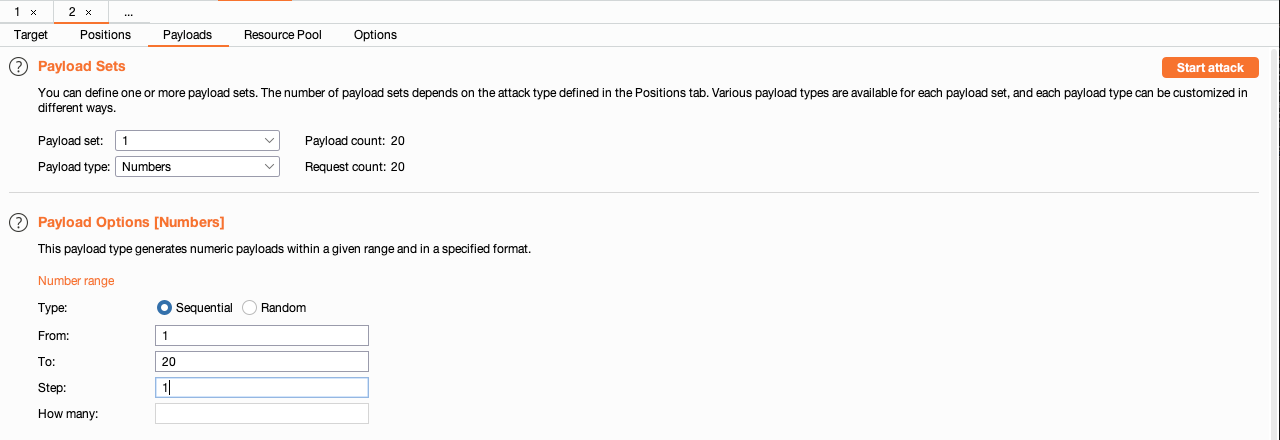 1 × 2 × ...
Target Positions Payloads Resource Pool Options
? Payload Sets Start attack
You can define one or more payload sets. The number of payload sets depends on the attack type defined in the Positions tab. Various payload types are available for each payload set, and each payload type can be customized in
different ways.
Payload set: 1 Payload count: 20
Payload type: Numbers Request count: 20
? Payload Options [Numbers]
This payload type generates numeric payloads within a given range and in a specified format.
Number range
Type: Sequential Random
From: 1
To: 20
Step: 1
How many: